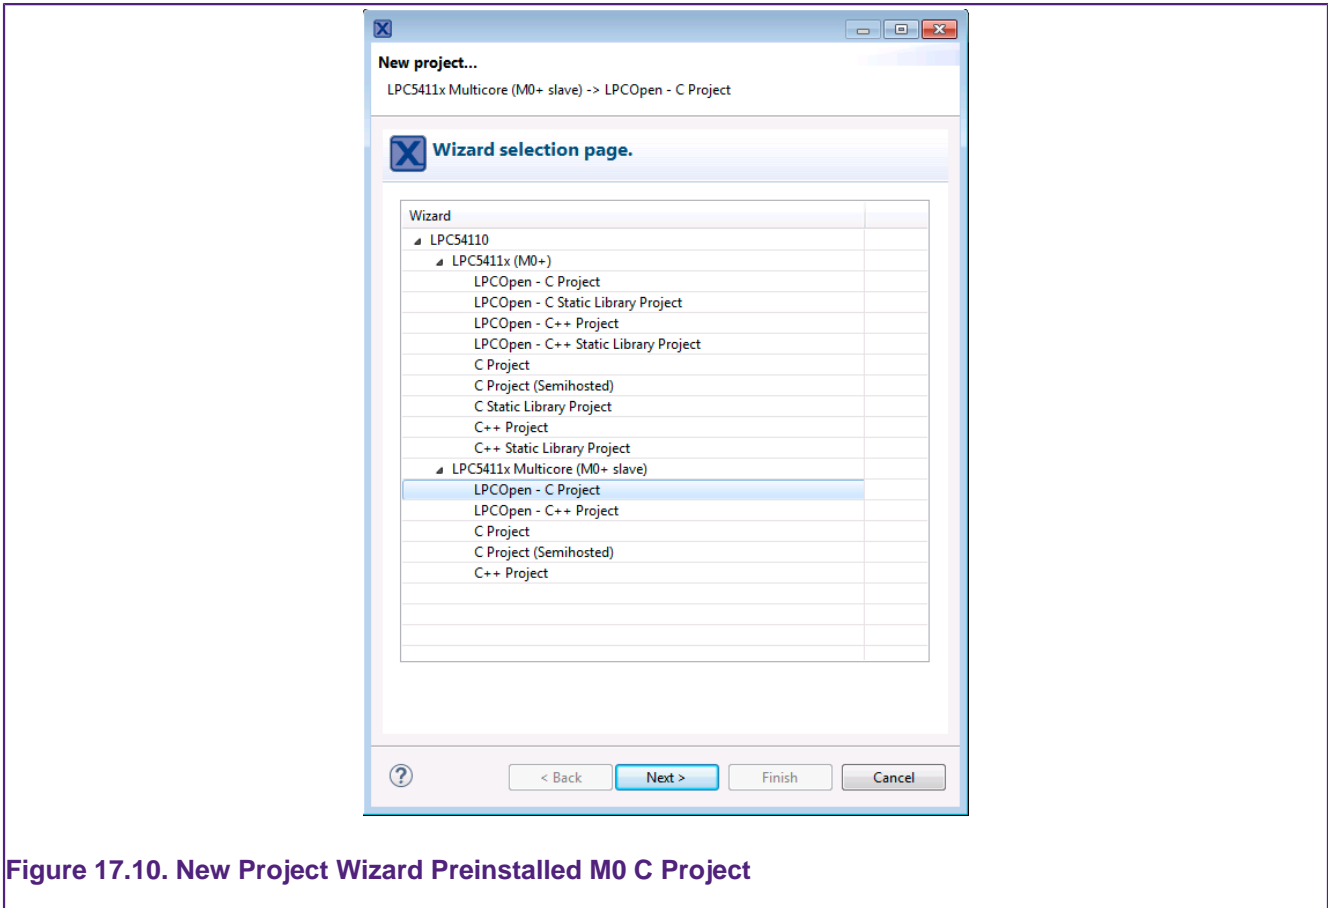 New project...
LPC5411x Multicore (M0+ slave) -> LPCOpen - C Project
Wizard selection page.
Wizard
LPC54110
LPC5411x (M0+)
LPCOpen - C Project
LPCOpen - C Static Library Project
LPCOpen - C++ Project
LPCOpen - C++ Static Library Project
C Project
C Project (Semihosted)
C Static Library Project
C++ Project
C++ Static Library Project
LPC5411x Multicore (M0+ slave)
LPCOpen - C Project
LPCOpen - C++ Project
C Project
C Project (Semihosted)
C++ Project
? < Back Next > Finish Cancel
Figure 17.10. New Project Wizard Preinstalled M0 C Project